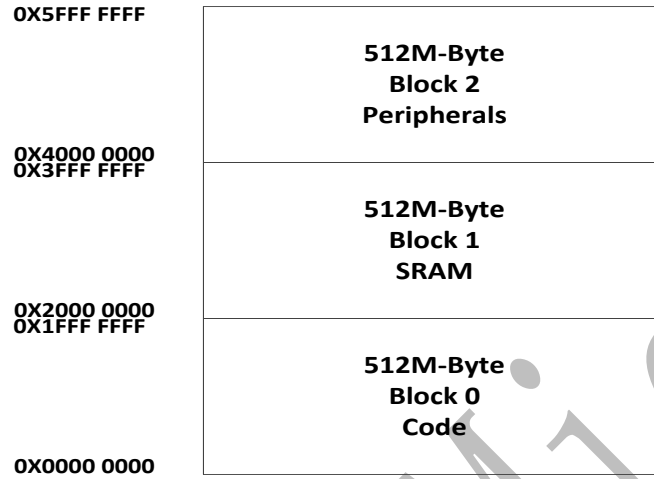 0X5FFF FFFF
512M-Byte
Block 2
Peripherals
0X4000 0000
0X3FFF FFFF
512M-Byte
Block 1
SRAM
0X2000 0000
0X1FFF FFFF
512M-Byte
Block 0
Code
0X0000 0000